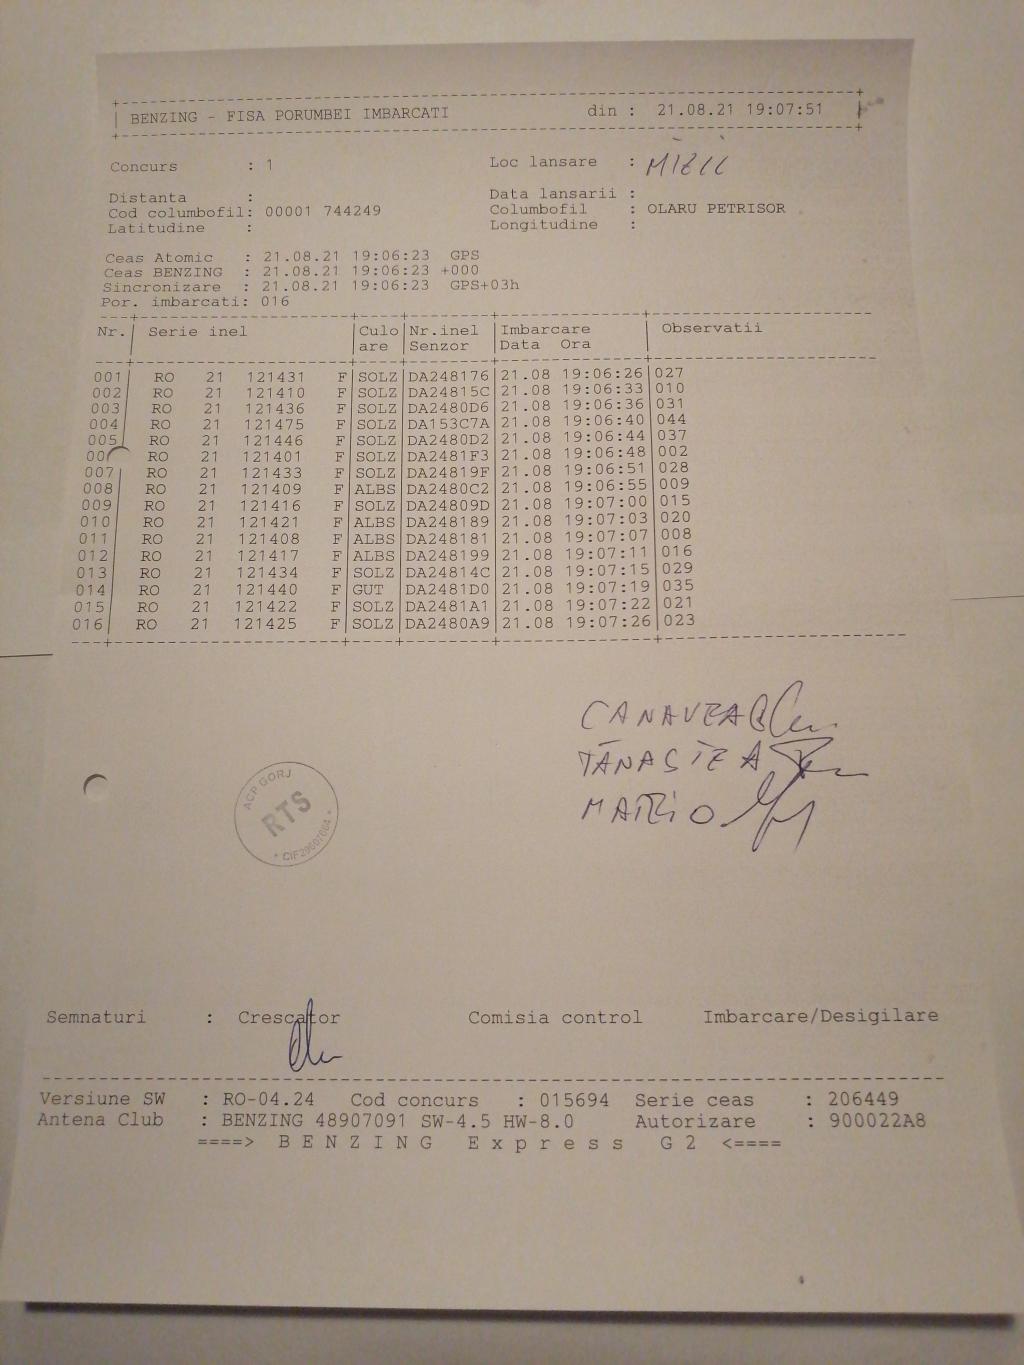 BENZING - FISA PORUMBEI IMBARCATI din : 21.08.21 19:07:51
Concurs : 1 Loc lansare :
Distanta : Data lansarii :
Cod columbofil: 00001 744249 Columbofil : OLARU PETRISOR
Latitudine : Longitudine :
Ceas Atomic : 21.08.21 19:06:23 GPS
Ceas BENZING : 21.08.21 19:06:23 +000
Sincronizare : 21.08.21 19:06:23 GPS+03h
Por. imbarcati: 016
Nr. Serie inel Culo Nr.inel Imbarcare Observatii
are Senzor Data Ora
001 RO 21 121431 F SOLZ DA248176 21.08 19:06:26 027
002 RO 21 121410 F SOLZ DA24815C 21.08 19:06:33 010
003 RO 21 121436 F SOLZ DA2480D6 21.08 19:06:36 031
004 RO 21 121475 F SOLZ DA153C7A 21.08 19:06:40 044
005 RO 21 121446 F SOLZ DA2480D2 21.08 19:06:44 037
00 RO 21 121401 F SOLZ DA2481F3 21.08 19:06:48 002
007 RO 21 121433 F SOLZ DA24819F 21.08 19:06:51 028
008 RO 21 121409 F ALBS DA2480C2 21.08 19:06:55 009
009 RO 21 121416 F SOLZ DA24809D 21.08 19:07:00 015
010 RO 21 121421 F ALBS DA248189 21.08 19:07:03 020
011 RO 21 121408 F ALBS DA248181 21.08 19:07:07 008
012 RO 21 121417 F ALBS DA248199 21.08 19:07:11 016
013 RO 21 121434 F SOLZ DA24814C 21.08 19:07:15 029
014 RO 21 121440 F GUT DA2481D0 21.08 19:07:19 035
015 RO 21 121422 F SOLZ DA2481A1 21.08 19:07:22 021
016 RO 21 121425 F SOLZ DA2480A9 21.08 19:07:26 023
ACP GORJ
RTS
Semnaturi : Crescator Comisia control Imbarcare/Desigilare
Versiune SW : RO-04.24 Cod concurs : 015694 Serie ceas : 206449
Antena Club : BENZING 48907091 SW-4.5 HW-8.0 Autorizare : 900022A8
====> B E N Z I N G E x p r e s s G 2 <====